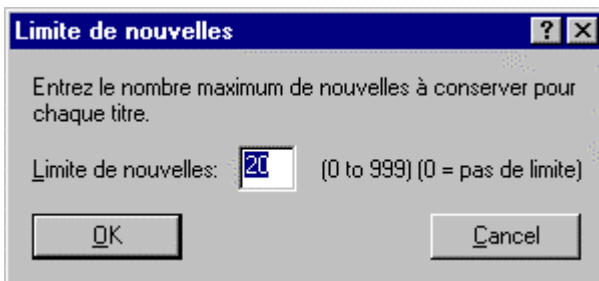 Limite de nouvelles
Entrez le nombre maximum de nouvelles à conserver pour
chaque titre.
Limite de nouvelles: 20 (0 to 999) (0 = pas de limite)
OK Cancel